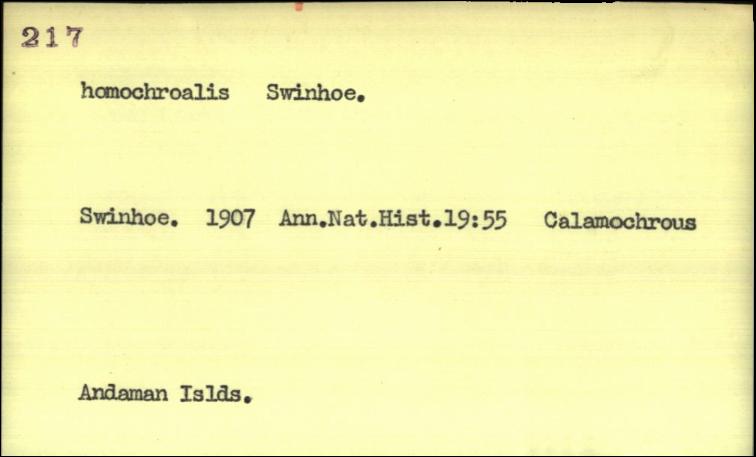 217
homochroalis Swinhoe.
Swinhoe. 1907 Ann.Nat.Hist.19:55 Calamochrous
Andaman Islds.